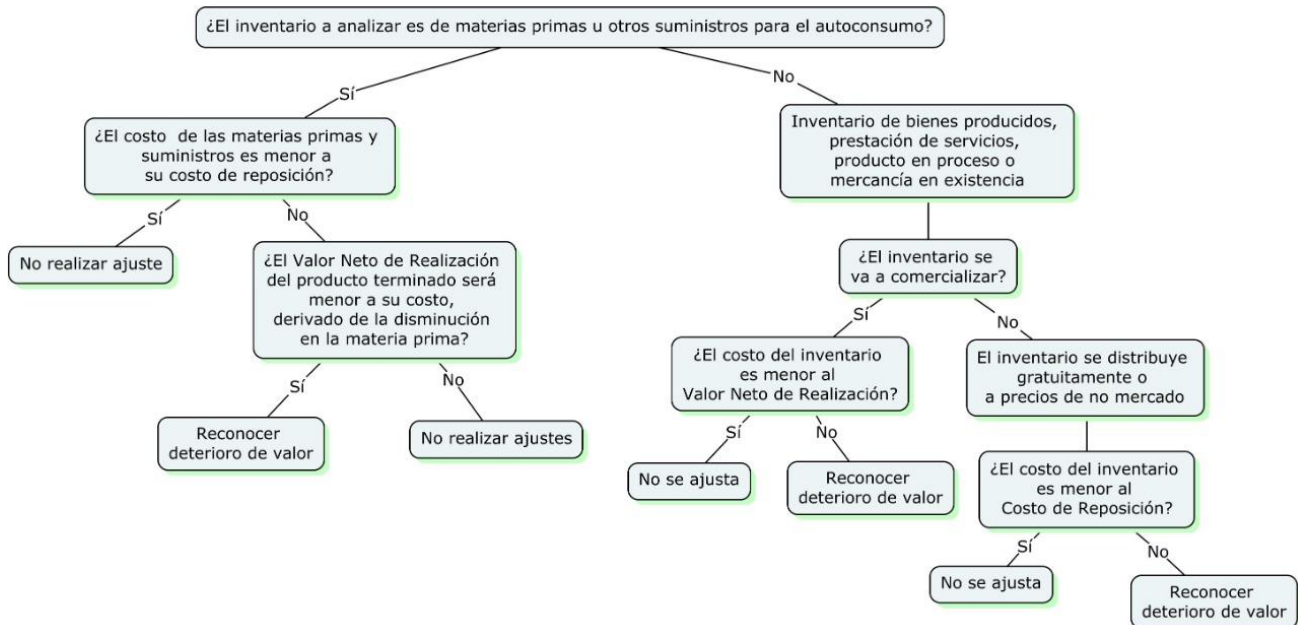 ¿El inventario a analizar es de materias primas u otros suministros para el autoconsumo?
Sí
No
¿El costo de las materias primas y
suministros es menor a
su costo de reposición?
Inventario de bienes producidos,
prestación de servicios,
producto en proceso o
mercancía en existencia
Sí
No
No realizar ajuste
¿El Valor Neto de Realización
del producto terminado será
menor a su costo,
derivado de la disminución
en la materia prima?
¿El inventario se
va a comercializar?
Sí
No
Sí
No
Reconocer
deterioro de valor
No realizar ajustes
¿El costo del inventario
es menor al
Valor Neto de Realización?
El inventario se distribuye
gratuitamente o
a precios de no mercado
Sí
No
No se ajusta
Reconocer
deterioro de valor
¿El costo del inventario
es menor al
Costo de Reposición?
Sí
No
No se ajusta
Reconocer
deterioro de valor